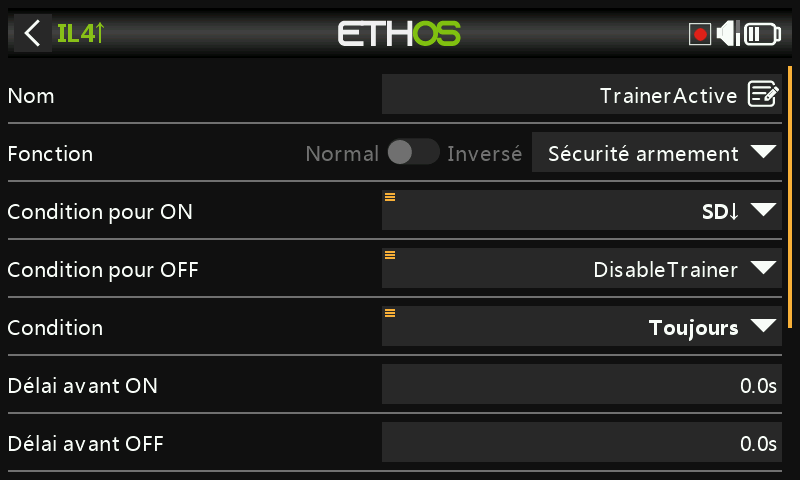 IL4↑ ETHOS
Nom TrainerActive
Fonction Normal Inversé Sécurité armement
Condition pour ON SD↓
Condition pour OFF DisableTrainer
Condition Toujours
Délai avant ON 0.0s
Délai avant OFF 0.0s